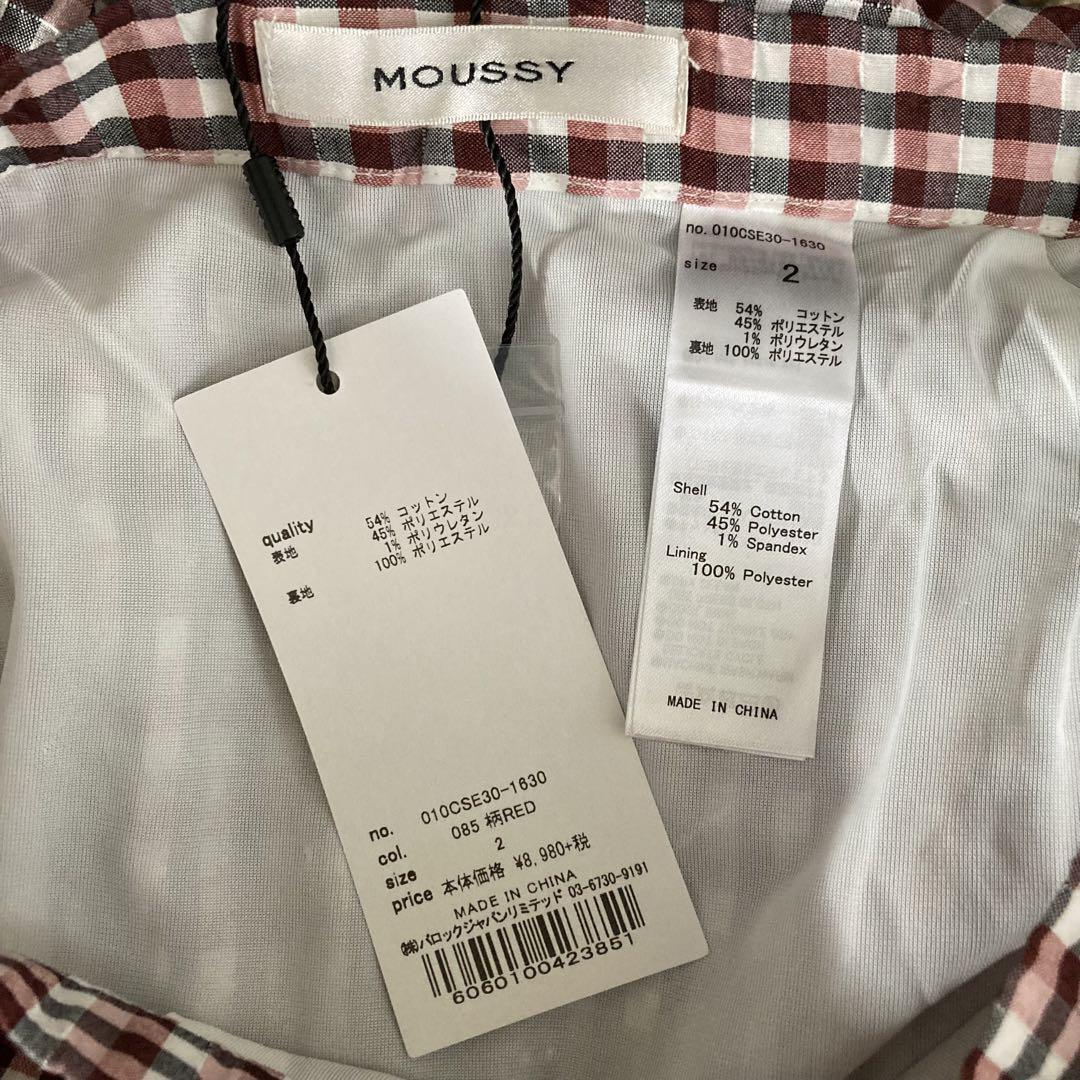 MOUSSY
no. 010CSE30-1630
size 2
表地 54% コットン
45% ポリエステル
1% ポリウレタン
裏地 100% ポリエステル
Shell
54% Cotton
45% Polyester
1% Spandex
Lining
100% Polyester
MADE IN CHINA
quality
表地 54% コットン
45% ポリエステル
1% ポリウレタン
裏地 100% ポリエステル
no. 010CSE30-1630
col. 085 柄RED
size 2
price 本体価格 ¥8,980+税
MADE IN CHINA
㈱バロックジャパンリミテッド 03-6730-9191
6060100423851